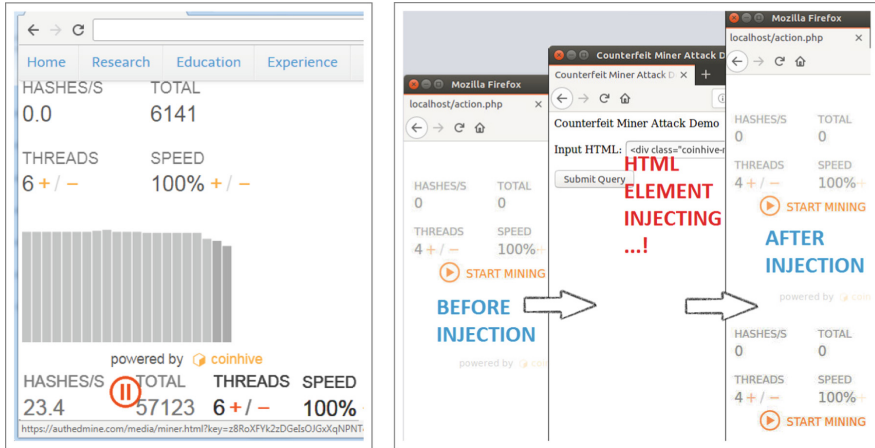 Home Research Education Experience
HASHES/S TOTAL
0.0 6141
THREADS SPEED
6 + / − 100% + / −
powered by coinhive
HASHES/S TOTAL THREADS SPEED
23.4 57123 6 + / − 100%
https://authedmine.com/media/miner.html?key=z8RoXFYk2zDGeIsOJGxXqNPNT
Mozilla Firefox
localhost/action.php ×
HASHES/S TOTAL
0 0
THREADS SPEED
4 + / − 100%
START MINING
BEFORE
INJECTION
powered by
Counterfeit Miner Attack D
Counterfeit Miner Attack D × +
Counterfeit Miner Attack Demo
Input HTML: <div class="coinhive-
Submit Query
HTML
ELEMENT
INJECTING
...!
Mozilla Firefox
localhost/action.php ×
HASHES/S TOTAL
0 0
THREADS SPEED
4 + / − 100%
START MINING
AFTER
INJECTION
powered by coin
HASHES/S TOTAL
0 0
THREADS SPEED
4 + / − 100%
START MINING